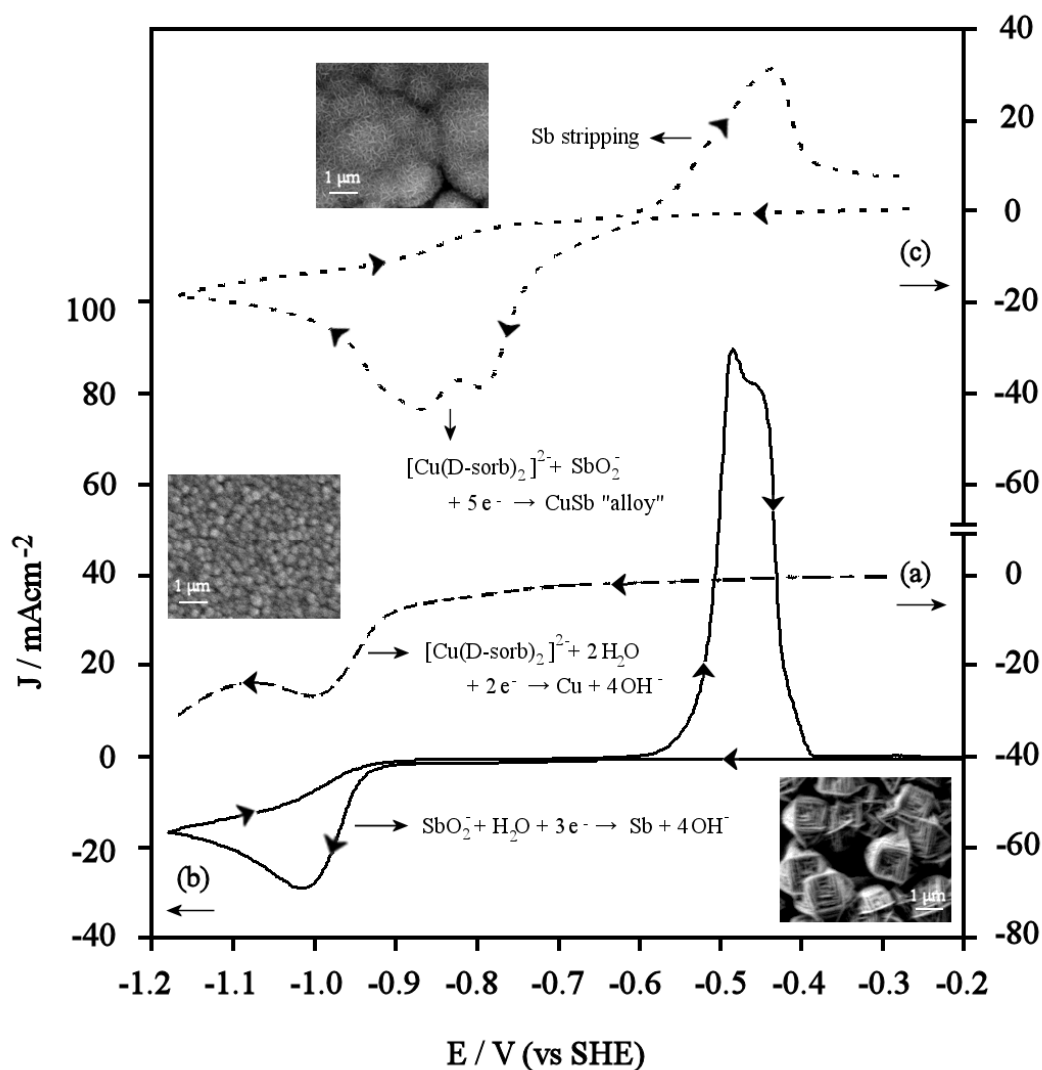 40
1 μm
Sb stripping
20
0
(c)
-20
100
80
-40
[Cu(D-sorb)₂]²⁻ + SbO₂⁻
+ 5 e⁻ → CuSb "alloy"
60
-60
1 μm
40
0
(a)
[Cu(D-sorb)₂]²⁻ + 2 H₂O
+ 2 e⁻ → Cu + 4 OH⁻
20
-20
0
-40
SbO₂⁻ + H₂O + 3 e⁻ → Sb + 4OH⁻
-20
-60
(b)
1 μm
-40
-80
J / mAcm⁻²
-1.2 -1.1 -1.0 -0.9 -0.8 -0.7 -0.6 -0.5 -0.4 -0.3 -0.2
E / V (vs SHE)